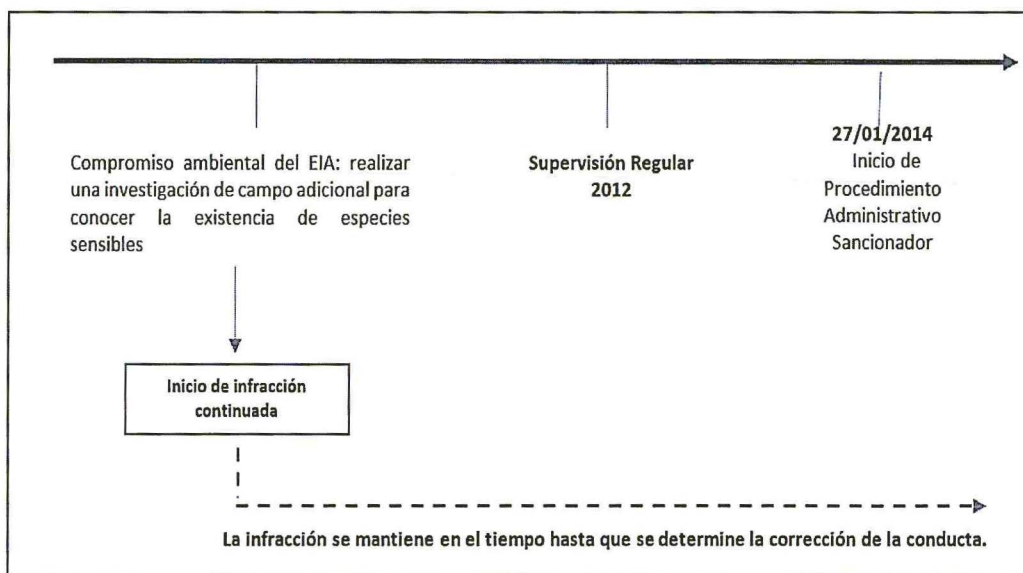 Compromiso ambiental del EIA: realizar
una investigación de campo adicional para
conocer la existencia de especies
sensibles
Supervisión Regular
2012
27/01/2014
Inicio de
Procedimiento
Administrativo
Sancionador
Inicio de infracción
continuada
La infracción se mantiene en el tiempo hasta que se determine la corrección de la conducta.